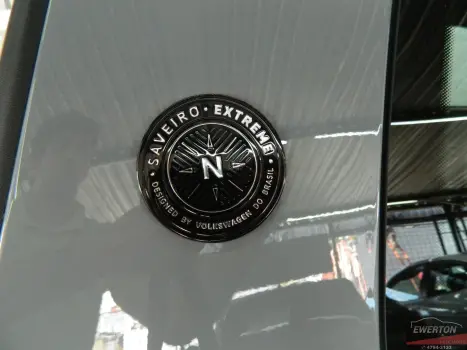 SAVEIRO · EXTREME
N
· DESIGNED BY VOLKSWAGEN DO BRASIL ·
EWERTON